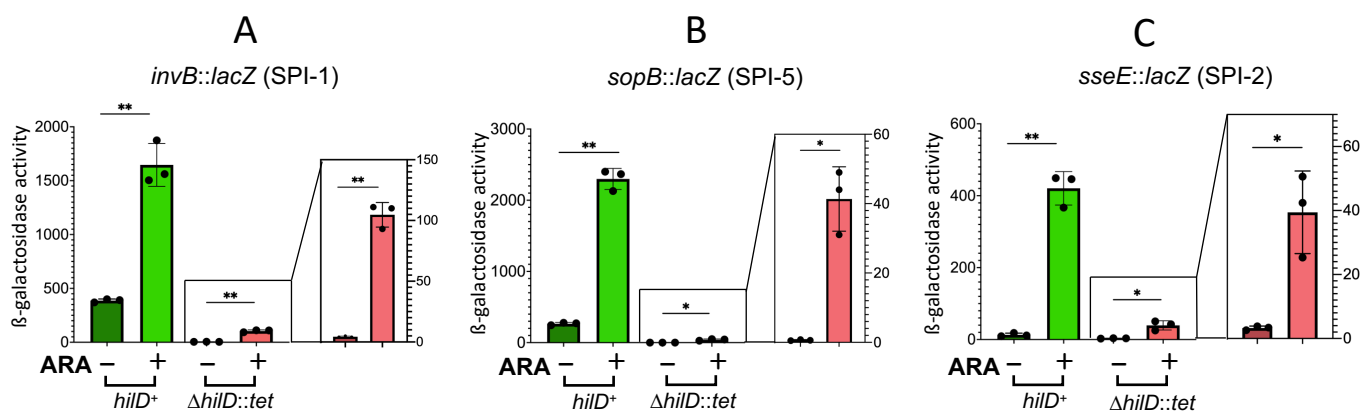 A
invB::lacZ (SPI-1)
ß-galactosidase activity
2000
1500
1000
500
0
**
**
**
150
100
50
0
ARA − + − +
hilD+ ΔhilD::tet
B
sopB::lacZ (SPI-5)
ß-galactosidase activity
3000
2000
1000
0
**
*
*
60
40
20
0
ARA − + − +
hilD+ ΔhilD::tet
C
sseE::lacZ (SPI-2)
ß-galactosidase activity
600
400
200
0
**
*
*
60
40
20
0
ARA − + − +
hilD+ ΔhilD::tet